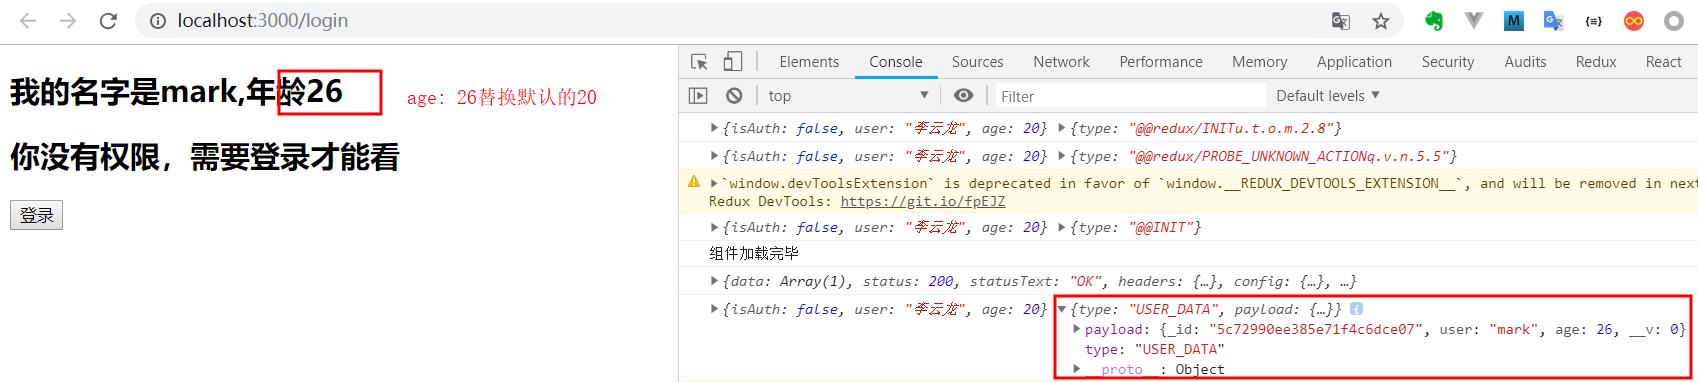 localhost:3000/login
M
我的名字是mark,年龄26
age: 26替换默认的20
你没有权限，需要登录才能看
登录
Elements Console Sources Network Performance Memory Application Security Audits Redux React
top Filter Default levels ▼
{isAuth: false, user: "李云龙", age: 20} {type: "@@redux/INITu.t.o.m.2.8"}
{isAuth: false, user: "李云龙", age: 20} {type: "@@redux/PROBE_UNKNOWN_ACTIONq.v.n.5.5"}
`window.devToolsExtension` is deprecated in favor of `window.__REDUX_DEVTOOLS_EXTENSION__`, and will be removed in next
Redux DevTools: https://git.io/fpEJZ
{isAuth: false, user: "李云龙", age: 20} {type: "@@INIT"}
组件加载完毕
{data: Array(1), status: 200, statusText: "OK", headers: {…}, config: {…}, …}
{isAuth: false, user: "李云龙", age: 20} {type: "USER_DATA", payload: {…}}
payload: {_id: "5c72990ee385e71f4c6dce07", user: "mark", age: 26, __v: 0}
type: "USER_DATA"
__proto__: Object